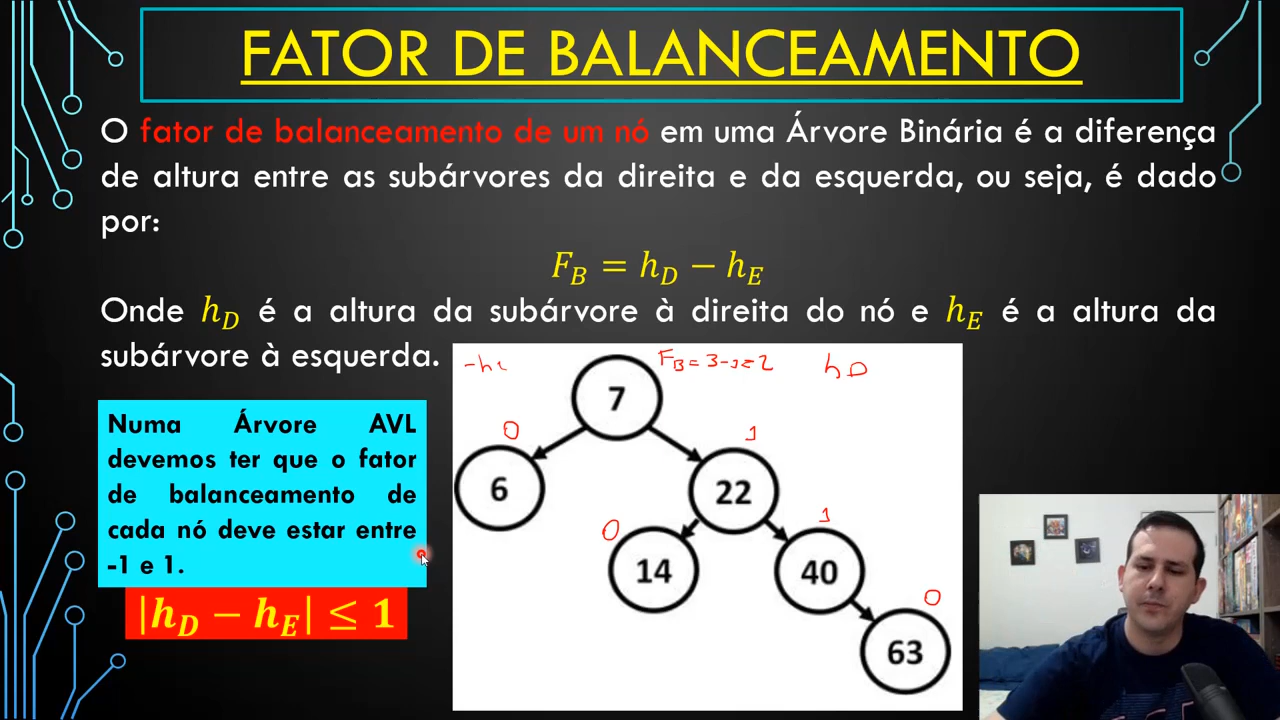 FATOR DE BALANCEAMENTO
O fator de balanceamento de um nó em uma Árvore Binária é a diferença
de altura entre as subárvores da direita e da esquerda, ou seja, é dado
por:
F_B = h_D − h_E
Onde h_D é a altura da subárvore à direita do nó e h_E é a altura da
subárvore à esquerda.
Numa Árvore AVL
devemos ter que o fator
de balanceamento de
cada nó deve estar entre
-1 e 1.
|h_D − h_E| ≤ 1
F_B = 3-1=2
hD
7
0
1
6
22
0
1
14
40
0
63